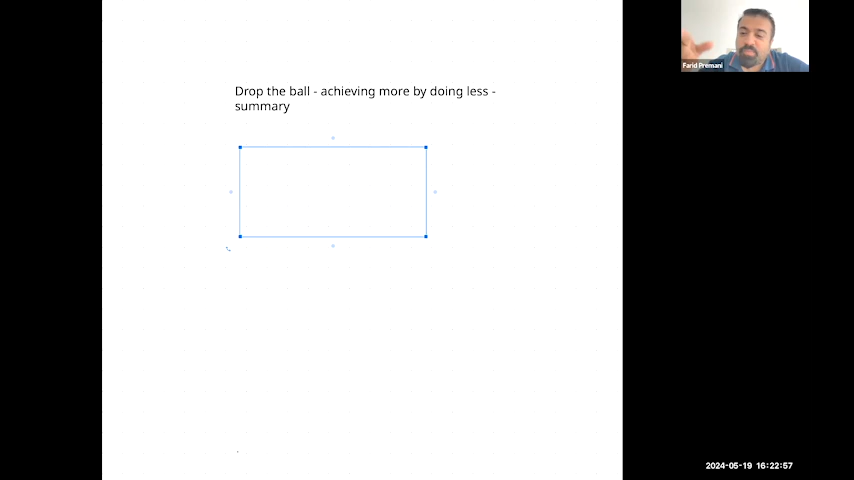 Drop the ball - achieving more by doing less -
summary
Farid Premani
2024-05-19 16:22:57